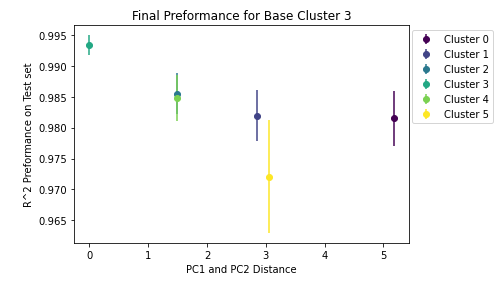 Final Preformance for Base Cluster 3
R^2 Preformance on Test set
0.995
0.990
0.985
0.980
0.975
0.970
0.965
0
1
2
3
4
5
PC1 and PC2 Distance
Cluster 0
Cluster 1
Cluster 2
Cluster 3
Cluster 4
Cluster 5